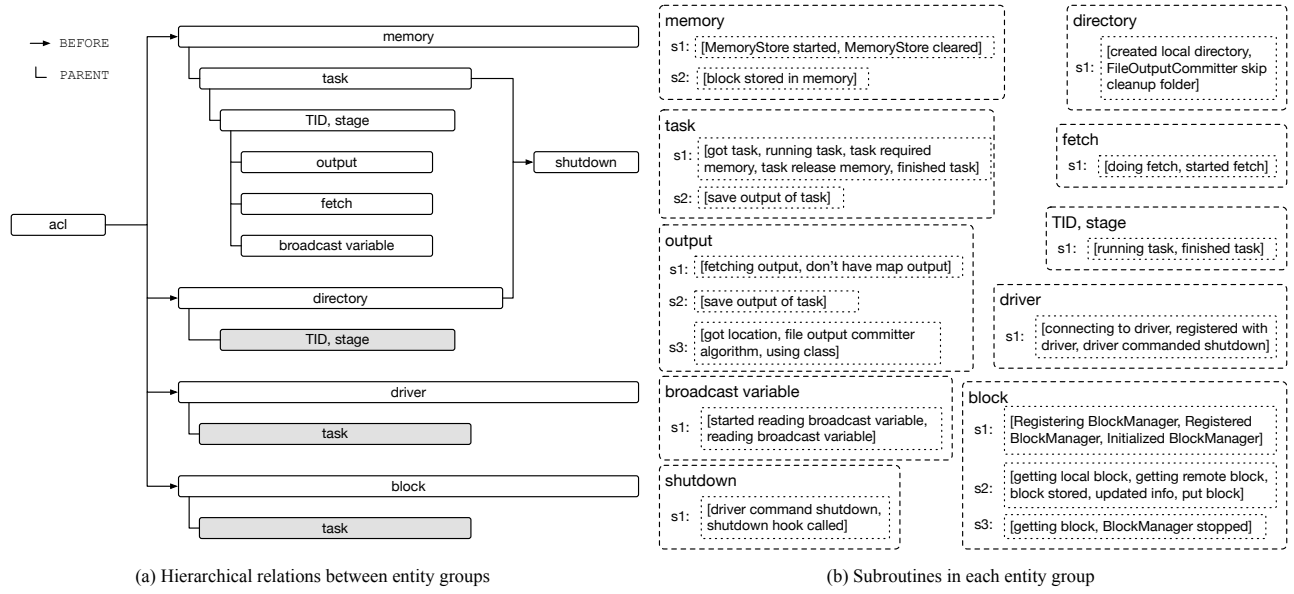 BEFORE
PARENT
acl
memory
task
TID, stage
output
fetch
broadcast variable
shutdown
directory
TID, stage
driver
task
block
task
(a) Hierarchical relations between entity groups
memory
s1: [MemoryStore started, MemoryStore cleared]
s2: [block stored in memory]
task
s1: [got task, running task, task required
memory, task release memory, finished task]
s2: [save output of task]
output
s1: [fetching output, don't have map output]
s2: [save output of task]
s3: [got location, file output committer
algorithm, using class]
broadcast variable
s1: [started reading broadcast variable,
reading broadcast variable]
shutdown
s1: [driver command shutdown,
shutdown hook called]
directory
s1: [created local directory,
FileOutputCommitter skip
cleanup folder]
fetch
s1: [doing fetch, started fetch]
TID, stage
s1: [running task, finished task]
driver
s1: [connecting to driver, registered with
driver, driver commanded shutdown]
block
s1: [Registering BlockManager, Registered
BlockManager, Initialized BlockManager]
s2: [getting local block, getting remote block,
block stored, updated info, put block]
s3: [getting block, BlockManager stopped]
(b) Subroutines in each entity group